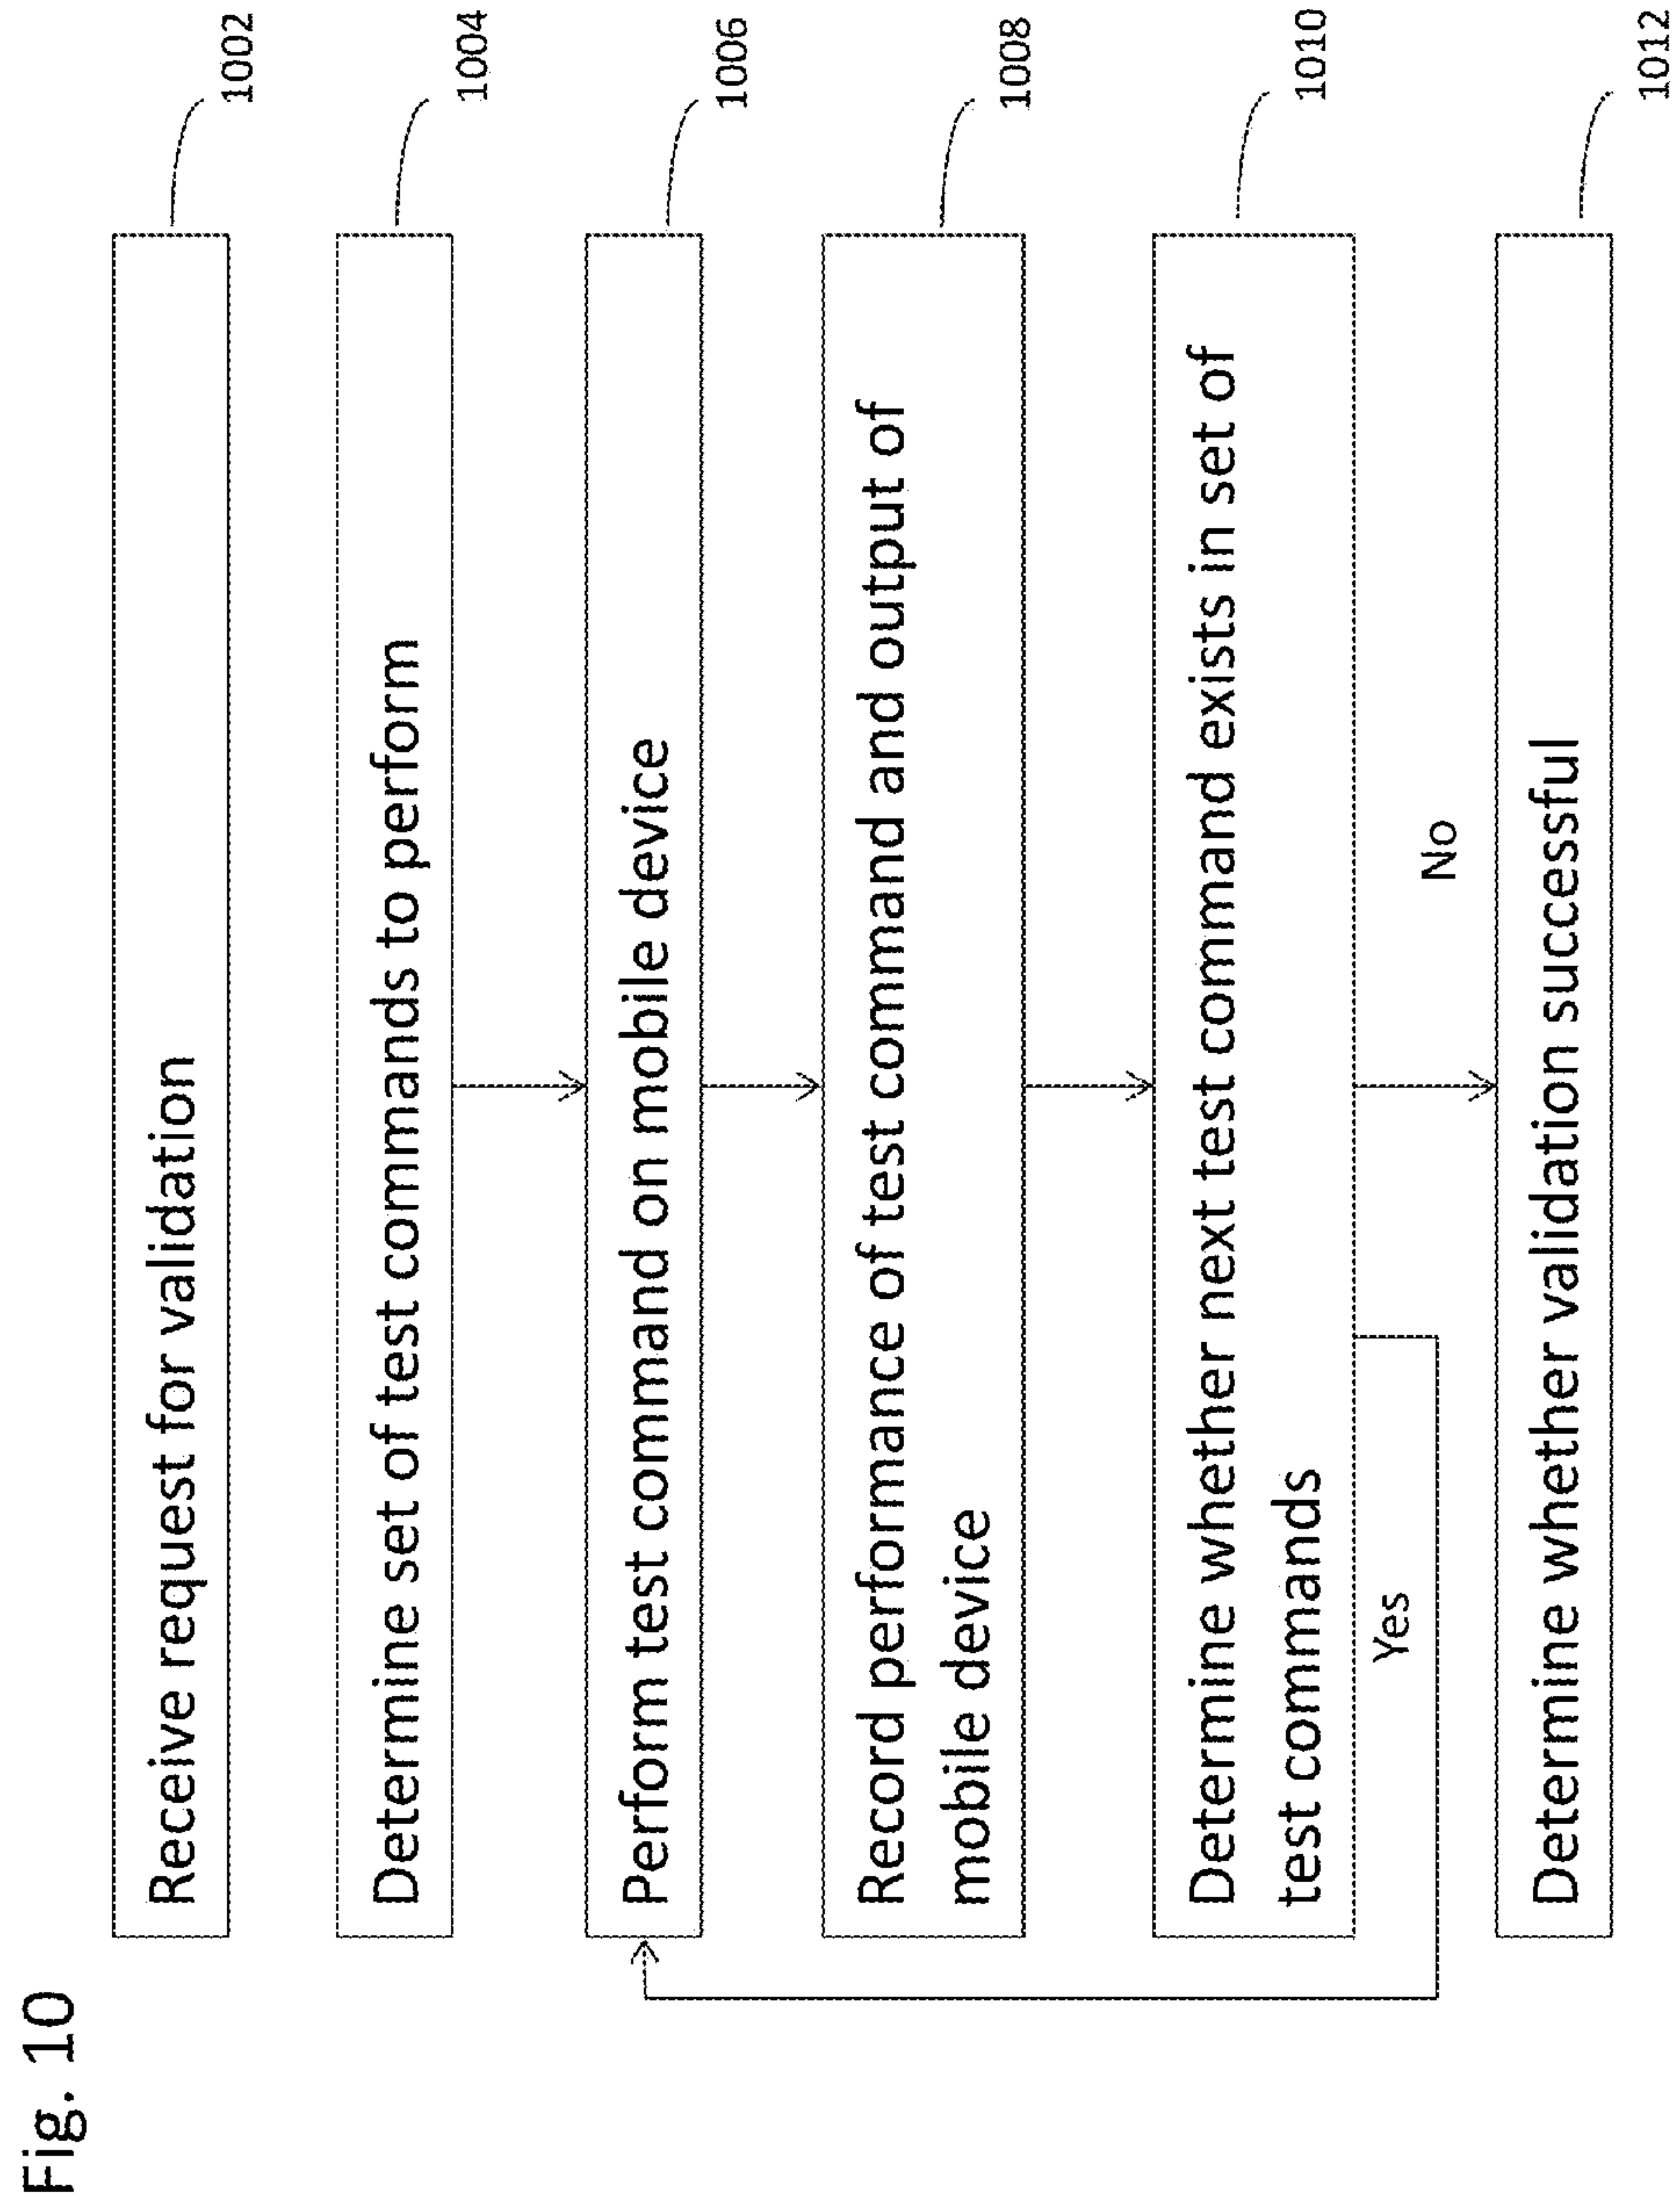 Fig. 10
Receive request for validation
1002
Determine set of test commands to perform
1004
Perform test command on mobile device
1006
Record performance of test command and output of
mobile device
1008
Determine whether next test command exists in set of
test commands
1010
Yes
No
Determine whether validation successful
1012